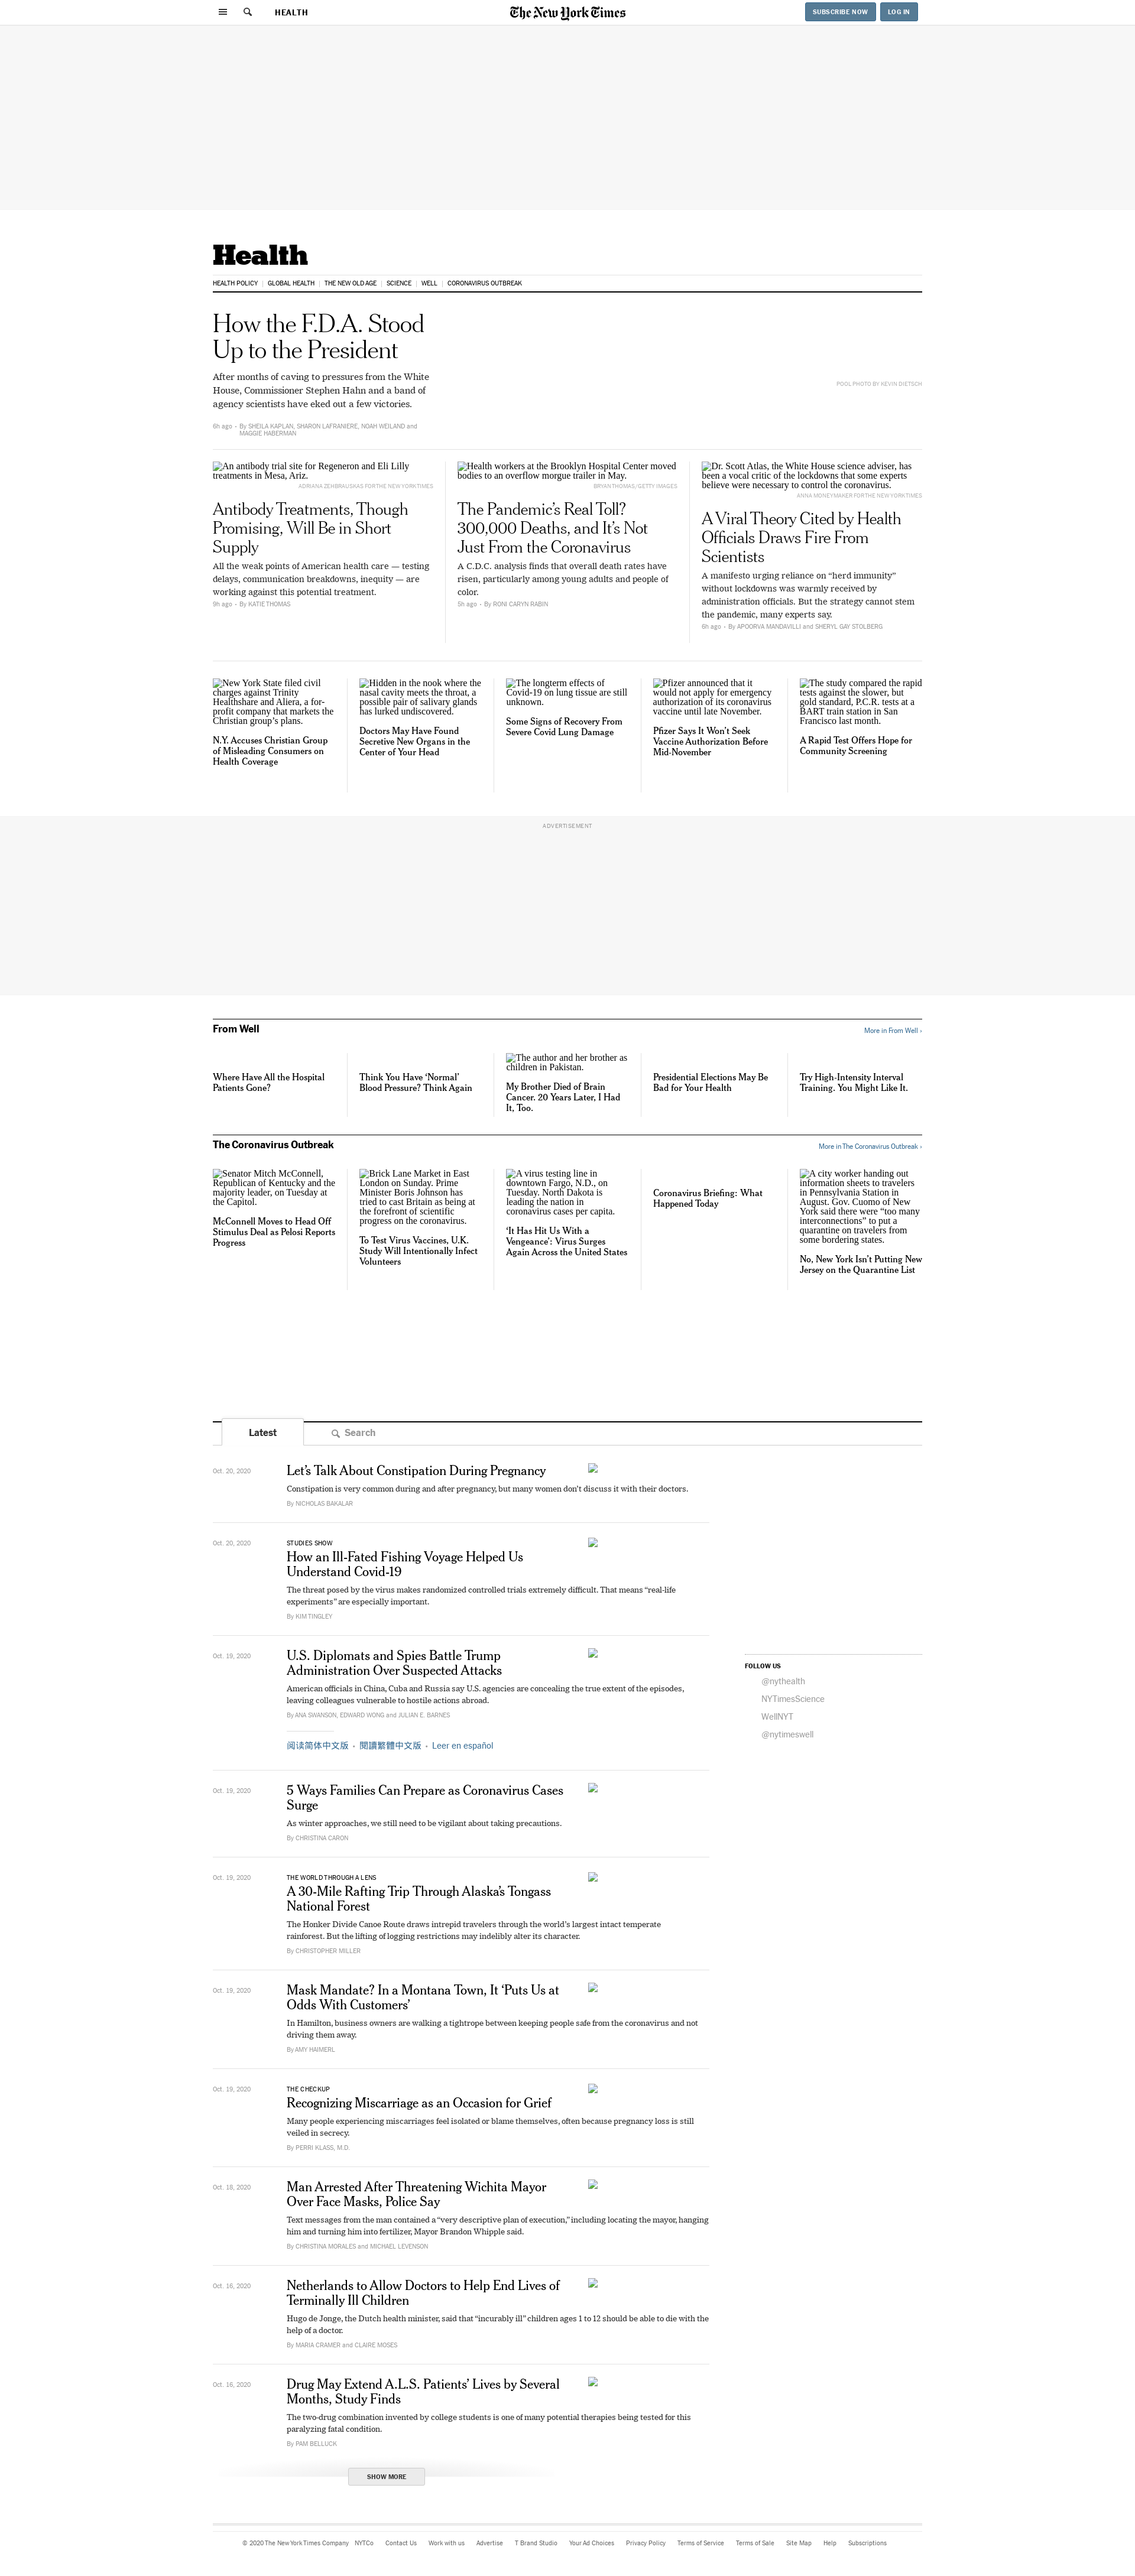 HEALTH
The New York Times
SUBSCRIBE NOW
LOG IN
Health
HEALTH POLICY
GLOBAL HEALTH
THE NEW OLD AGE
SCIENCE
WELL
CORONAVIRUS OUTBREAK
How the F.D.A. Stood
Up to the President
After months of caving to pressures from the White
House, Commissioner Stephen Hahn and a band of
agency scientists have eked out a few victories.
6h ago · By SHEILA KAPLAN, SHARON LAFRANIERE, NOAH WEILAND and
MAGGIE HABERMAN
POOL PHOTO BY KEVIN DIETSCH
An antibody trial site for Regeneron and Eli Lilly
treatments in Mesa, Ariz.
ADRIANA ZEHBRAUSKAS FOR THE NEW YORK TIMES
Antibody Treatments, Though
Promising, Will Be in Short
Supply
All the weak points of American health care — testing
delays, communication breakdowns, inequity — are
working against this potential treatment.
9h ago · By KATIE THOMAS
Health workers at the Brooklyn Hospital Center moved
bodies to an overflow morgue trailer in May.
BRYAN THOMAS/GETTY IMAGES
The Pandemic’s Real Toll?
300,000 Deaths, and It’s Not
Just From the Coronavirus
A C.D.C. analysis finds that overall death rates have
risen, particularly among young adults and people of
color.
5h ago · By RONI CARYN RABIN
Dr. Scott Atlas, the White House science adviser, has
been a vocal critic of the lockdowns that some experts
believe were necessary to control the coronavirus.
ANNA MONEYMAKER FOR THE NEW YORK TIMES
A Viral Theory Cited by Health
Officials Draws Fire From
Scientists
A manifesto urging reliance on “herd immunity”
without lockdowns was warmly received by
administration officials. But the strategy cannot stem
the pandemic, many experts say.
6h ago · By APOORVA MANDAVILLI and SHERYL GAY STOLBERG
New York State filed civil
charges against Trinity
Healthshare and Aliera, a for-
profit company that markets the
Christian group’s plans.
N.Y. Accuses Christian Group
of Misleading Consumers on
Health Coverage
Hidden in the nook where the
nasal cavity meets the throat, a
possible pair of salivary glands
has lurked undiscovered.
Doctors May Have Found
Secretive New Organs in the
Center of Your Head
The longterm effects of
Covid-19 on lung tissue are still
unknown.
Some Signs of Recovery From
Severe Covid Lung Damage
Pfizer announced that it
would not apply for emergency
authorization of its coronavirus
vaccine until late November.
Pfizer Says It Won’t Seek
Vaccine Authorization Before
Mid-November
The study compared the rapid
tests against the slower, but
gold standard, P.C.R. tests at a
BART train station in San
Francisco last month.
A Rapid Test Offers Hope for
Community Screening
ADVERTISEMENT
From Well
More in From Well ›
Where Have All the Hospital
Patients Gone?
Think You Have ‘Normal’
Blood Pressure? Think Again
The author and her brother as
children in Pakistan.
My Brother Died of Brain
Cancer. 20 Years Later, I Had
It, Too.
Presidential Elections May Be
Bad for Your Health
Try High-Intensity Interval
Training. You Might Like It.
The Coronavirus Outbreak
More in The Coronavirus Outbreak ›
Senator Mitch McConnell,
Republican of Kentucky and the
majority leader, on Tuesday at
the Capitol.
McConnell Moves to Head Off
Stimulus Deal as Pelosi Reports
Progress
Brick Lane Market in East
London on Sunday. Prime
Minister Boris Johnson has
tried to cast Britain as being at
the forefront of scientific
progress on the coronavirus.
To Test Virus Vaccines, U.K.
Study Will Intentionally Infect
Volunteers
A virus testing line in
downtown Fargo, N.D., on
Tuesday. North Dakota is
leading the nation in
coronavirus cases per capita.
‘It Has Hit Us With a
Vengeance’: Virus Surges
Again Across the United States
Coronavirus Briefing: What
Happened Today
A city worker handing out
information sheets to travelers
in Pennsylvania Station in
August. Gov. Cuomo of New
York said there were “too many
interconnections” to put a
quarantine on travelers from
some bordering states.
No, New York Isn’t Putting New
Jersey on the Quarantine List
Latest
Search
Oct. 20, 2020
Let’s Talk About Constipation During Pregnancy
Constipation is very common during and after pregnancy, but many women don’t discuss it with their doctors.
By NICHOLAS BAKALAR
Oct. 20, 2020
STUDIES SHOW
How an Ill-Fated Fishing Voyage Helped Us
Understand Covid-19
The threat posed by the virus makes randomized controlled trials extremely difficult. That means “real-life
experiments” are especially important.
By KIM TINGLEY
Oct. 19, 2020
U.S. Diplomats and Spies Battle Trump
Administration Over Suspected Attacks
American officials in China, Cuba and Russia say U.S. agencies are concealing the true extent of the episodes,
leaving colleagues vulnerable to hostile actions abroad.
By ANA SWANSON, EDWARD WONG and JULIAN E. BARNES
阅读简体中文版 • 閱讀繁體中文版 • Leer en español
FOLLOW US
@nythealth
NYTimesScience
WellNYT
@nytimeswell
Oct. 19, 2020
5 Ways Families Can Prepare as Coronavirus Cases
Surge
As winter approaches, we still need to be vigilant about taking precautions.
By CHRISTINA CARON
Oct. 19, 2020
THE WORLD THROUGH A LENS
A 30-Mile Rafting Trip Through Alaska’s Tongass
National Forest
The Honker Divide Canoe Route draws intrepid travelers through the world’s largest intact temperate
rainforest. But the lifting of logging restrictions may indelibly alter its character.
By CHRISTOPHER MILLER
Oct. 19, 2020
Mask Mandate? In a Montana Town, It ‘Puts Us at
Odds With Customers’
In Hamilton, business owners are walking a tightrope between keeping people safe from the coronavirus and not
driving them away.
By AMY HAIMERL
Oct. 19, 2020
THE CHECKUP
Recognizing Miscarriage as an Occasion for Grief
Many people experiencing miscarriages feel isolated or blame themselves, often because pregnancy loss is still
veiled in secrecy.
By PERRI KLASS, M.D.
Oct. 18, 2020
Man Arrested After Threatening Wichita Mayor
Over Face Masks, Police Say
Text messages from the man contained a “very descriptive plan of execution,” including locating the mayor, hanging
him and turning him into fertilizer, Mayor Brandon Whipple said.
By CHRISTINA MORALES and MICHAEL LEVENSON
Oct. 16, 2020
Netherlands to Allow Doctors to Help End Lives of
Terminally Ill Children
Hugo de Jonge, the Dutch health minister, said that “incurably ill” children ages 1 to 12 should be able to die with the
help of a doctor.
By MARIA CRAMER and CLAIRE MOSES
Oct. 16, 2020
Drug May Extend A.L.S. Patients’ Lives by Several
Months, Study Finds
The two-drug combination invented by college students is one of many potential therapies being tested for this
paralyzing fatal condition.
By PAM BELLUCK
SHOW MORE
© 2020 The New York Times Company NYTCo Contact Us Work with us Advertise T Brand Studio Your Ad Choices Privacy Policy Terms of Service Terms of Sale Site Map Help Subscriptions